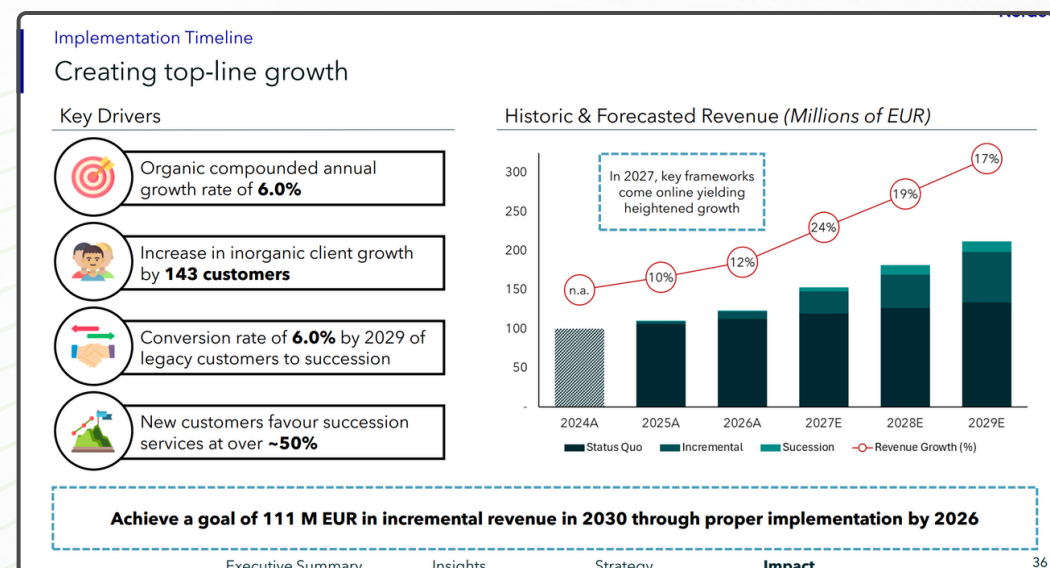 Implementation Timeline
Creating top-line growth
Key Drivers
Organic compounded annual
growth rate of 6.0%
Increase in inorganic client growth
by 143 customers
Conversion rate of 6.0% by 2029 of
legacy customers to succession
New customers favour succession
services at over ~50%
Historic & Forecasted Revenue (Millions of EUR)
300
250
200
150
100
50
-
In 2027, key frameworks
come online yielding
heightened growth
n.a.
10%
12%
24%
19%
17%
2024A
2025A
2026A
2027E
2028E
2029E
Status Quo
Incremental
Sucession
Revenue Growth (%)
Achieve a goal of 111 M EUR in incremental revenue in 2030 through proper implementation by 2026
Executive Summary
Insights
Strategy
Impact
36